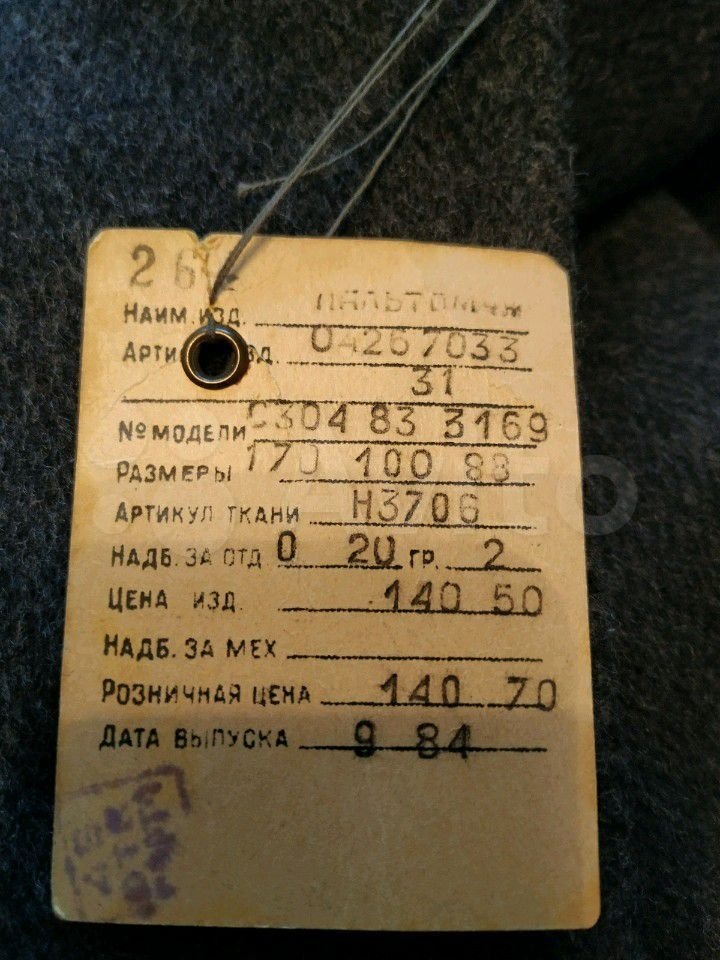 26
НАИМ.ИЗД. ПАЛЬТО МУЖ
АРТИ ЗД. 04267033
31
№ МОДЕЛИ С304 83 3169
РАЗМЕРЫ 170 100 88
АРТИКУЛ ТКАНИ Н3706
НАДБ. ЗА ОТД 0 20 ГР. 2
ЦЕНА ИЗД. 140 50
НАДБ. ЗА МЕХ
РОЗНИЧНАЯ ЦЕНА 140 70
ДАТА ВЫПУСКА 9 84
Avito